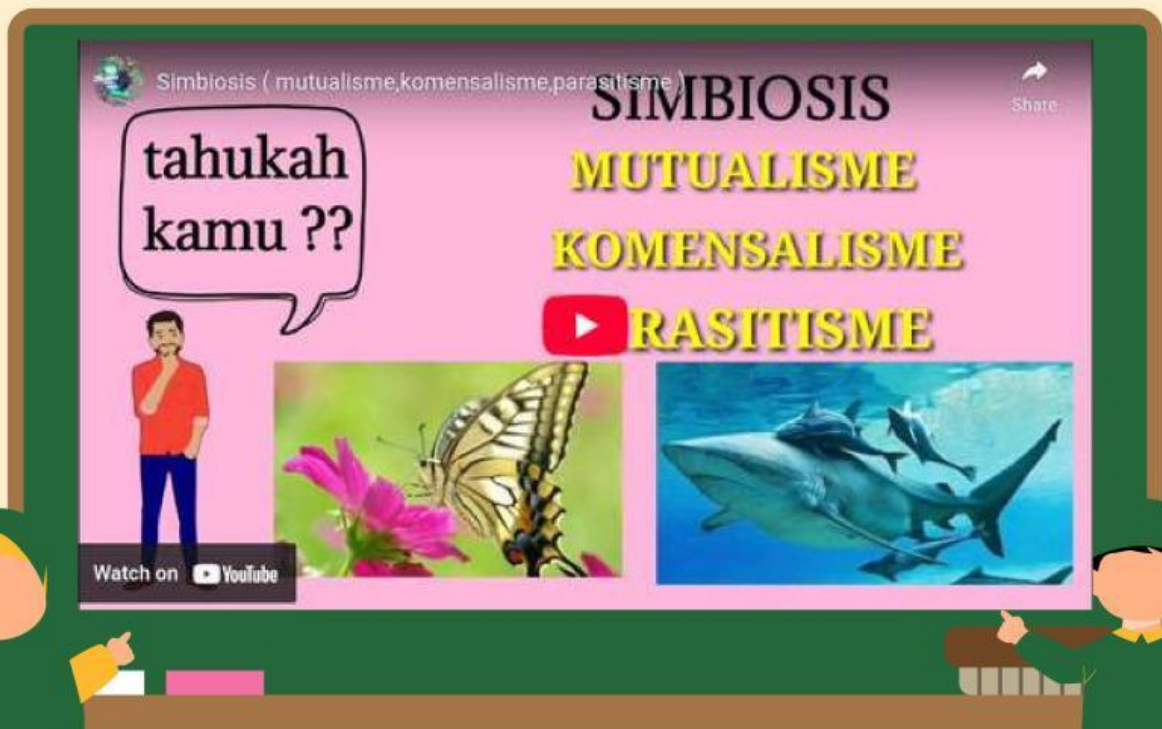 Simbiosis ( mutualisme,komensalisme,parasitisme )
Share
tahukah
kamu ??
SIMBIOSIS
MUTUALISME
KOMENSALISME
RASITISME
Watch on YouTube